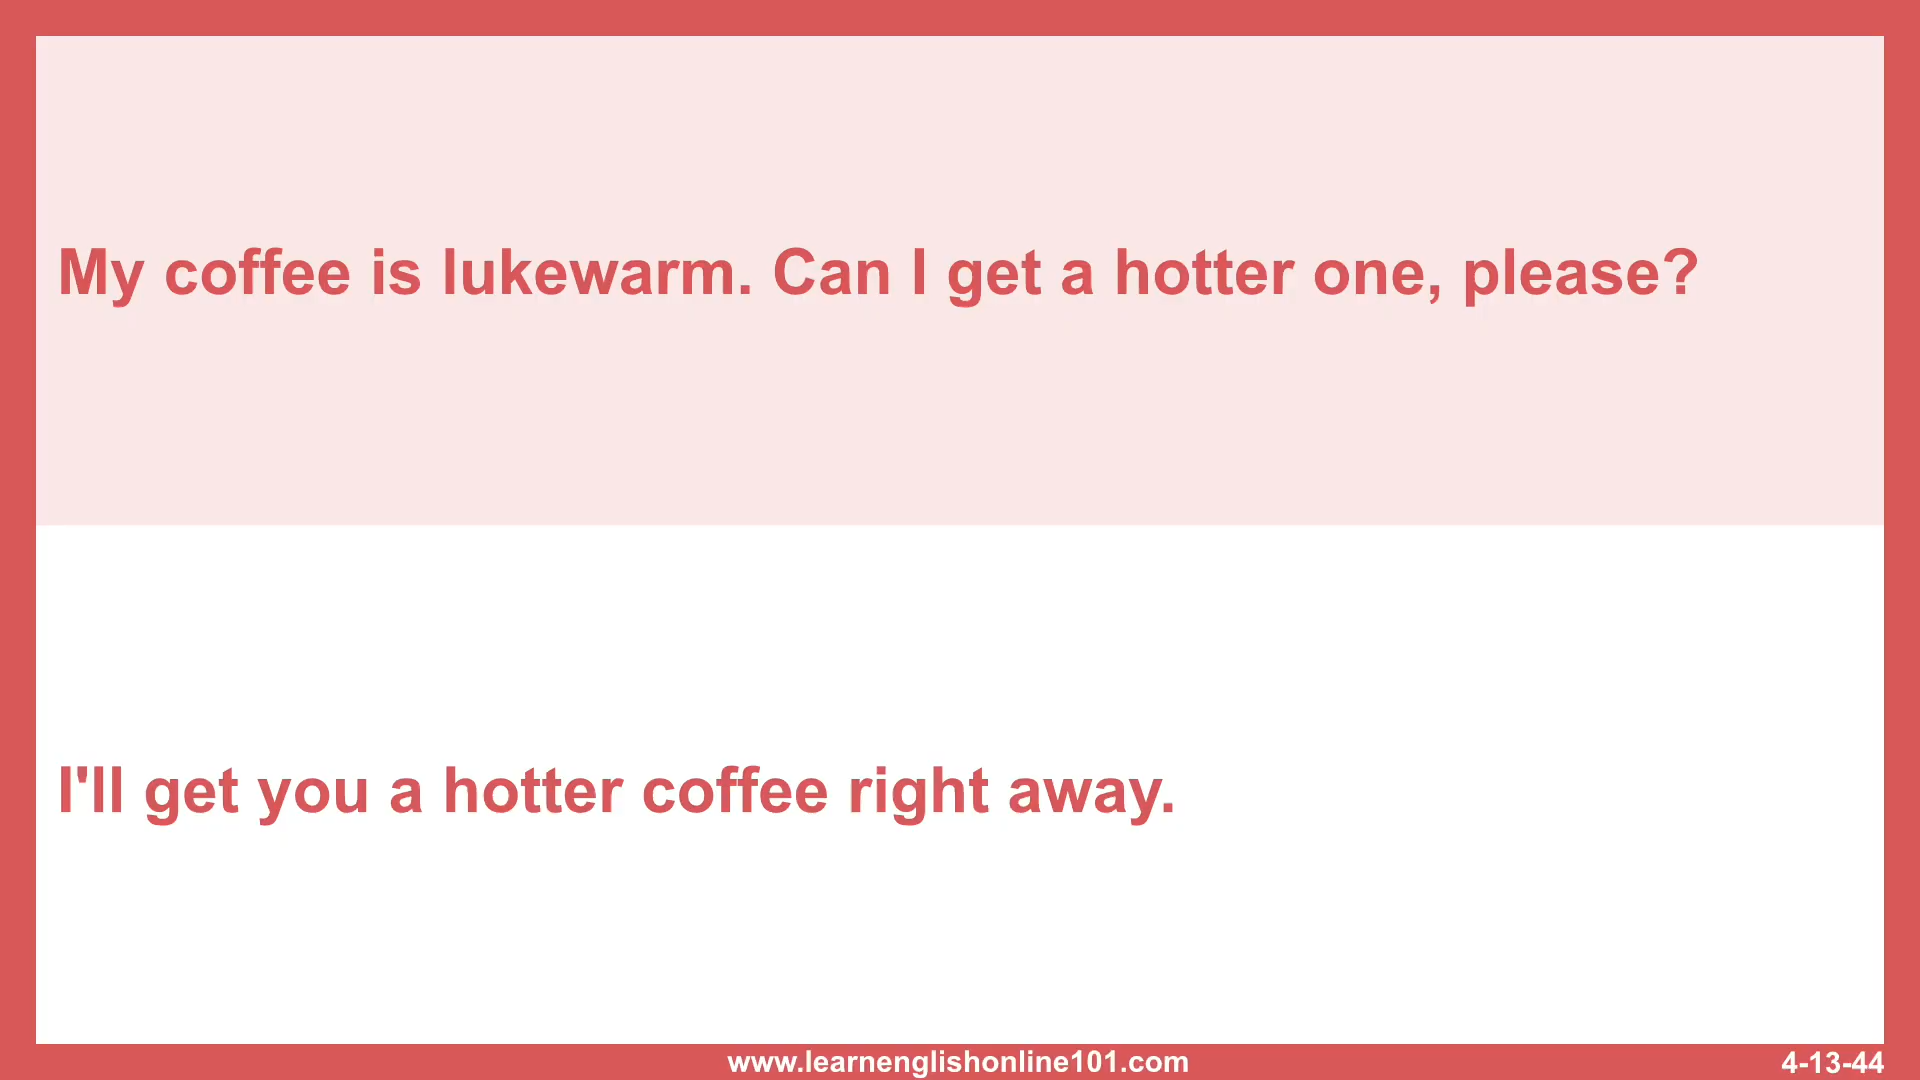 My coffee is lukewarm. Can I get a hotter one, please?
I'll get you a hotter coffee right away.
www.learnenglishonline101.com
4-13-44